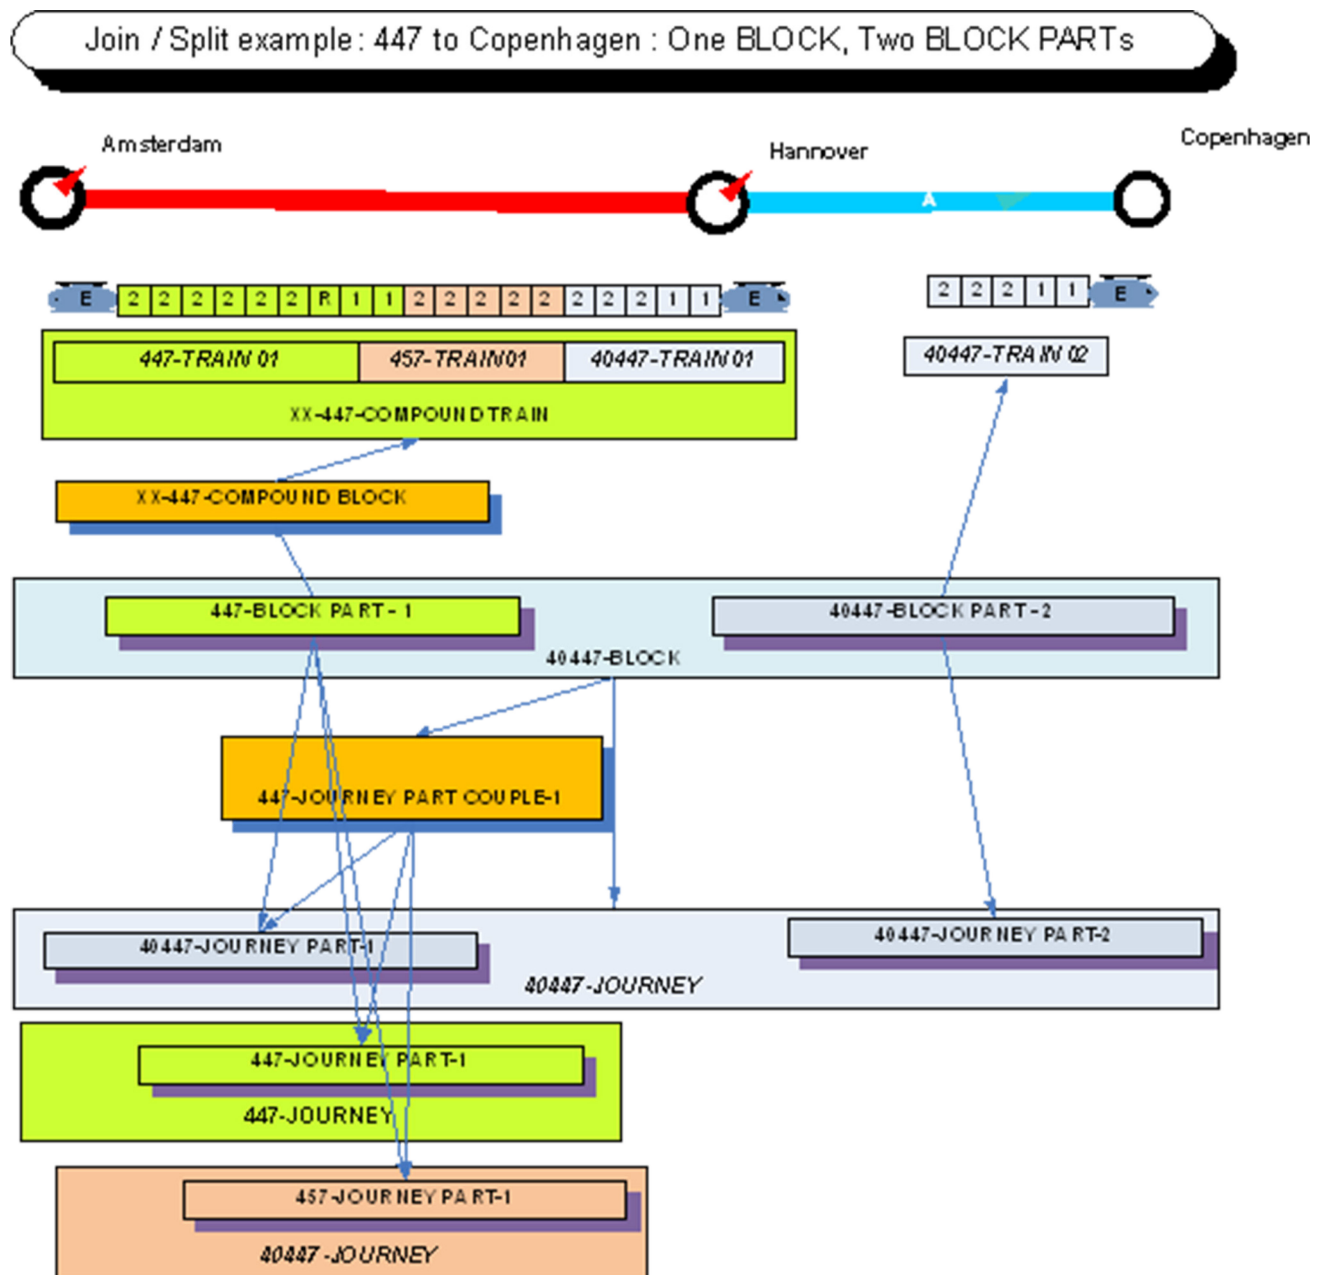 Join / Split example: 447 to Copenhagen : One BLOCK, Two BLOCK PARTs
Amsterdam
Hannover
Copenhagen
A
E 2 2 2 2 2 2 R 1 1 2 2 2 2 2 2 2 2 1 1 E
2 2 2 1 1 E
447-TRAIN 01 457-TRAIN01 40447-TRAIN 01
40447-TRAIN 02
XX-447-COMPOUND TRAIN
XX-447-COMPOUND BLOCK
447-BLOCK PART - 1
40447-BLOCK PART -2
40447-BLOCK
447-JOURNEY PART COUPLE-1
40447-JOURNEY PART-1
40447-JOURNEY PART-2
40447-JOURNEY
447-JOURNEY PART-1
447-JOURNEY
457-JOURNEY PART-1
40447-JOURNEY